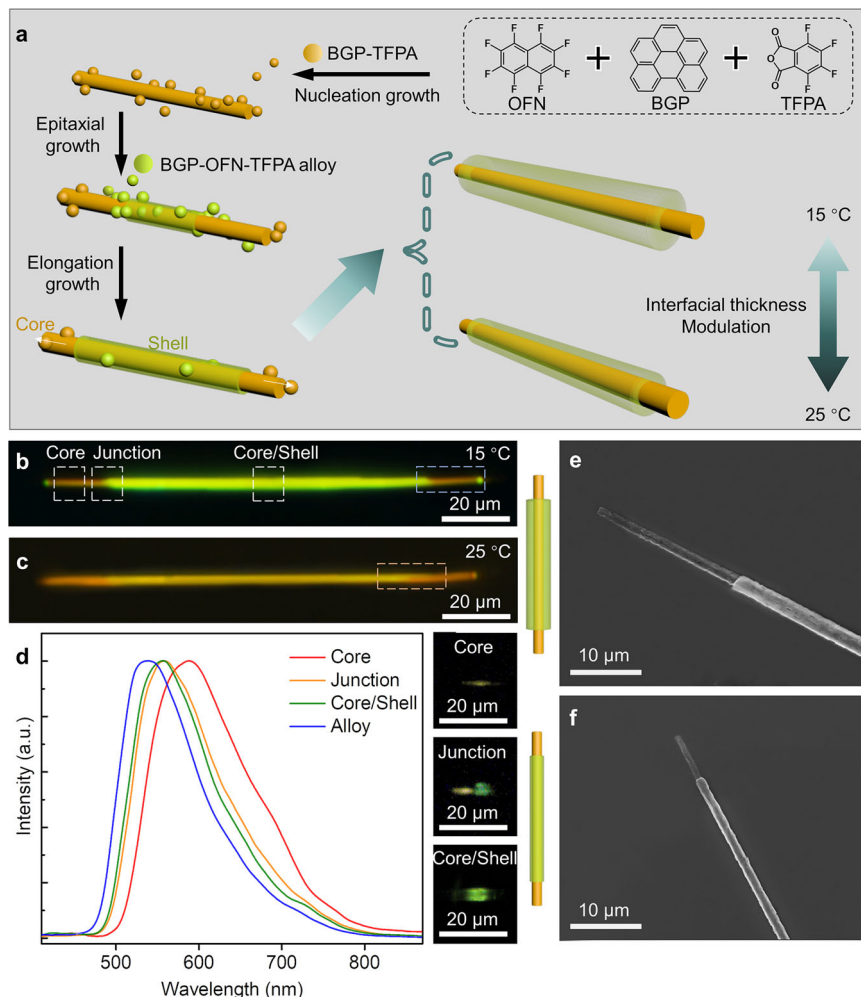 a
BGP-TFPA
Nucleation growth
F F F F F F F F
OFN
+
BGP
+
O O O F F F F
TFPA
Epitaxial
growth
BGP-OFN-TFPA alloy
Elongation
growth
Core
Shell
15 °C
Interfacial thickness
Modulation
25 °C
b
Core Junction Core/Shell 15 °C
20 μm
c
25 °C
20 μm
d
Intensity (a.u.)
Core
Junction
Core/Shell
Alloy
500 600 700 800
Wavelength (nm)
Core
20 μm
Junction
20 μm
Core/Shell
20 μm
e
10 μm
f
10 μm